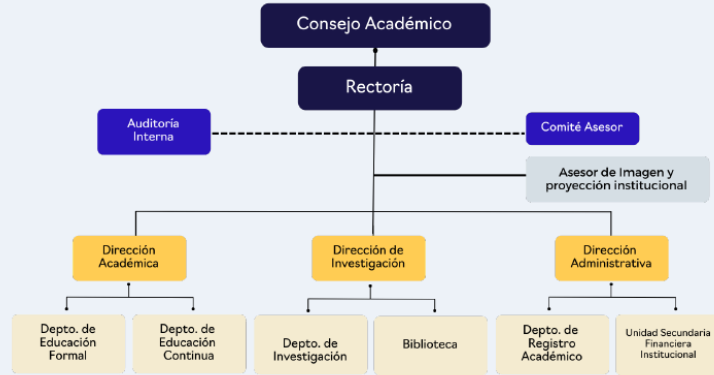 Consejo Académico
Rectoría
Auditoría
Interna
Comité Asesor
Asesor de Imagen y
proyección institucional
Dirección
Académica
Dirección de
Investigación
Dirección
Administrativa
Depto. de
Educación
Formal
Depto. de
Educación
Continua
Depto. de
Investigación
Biblioteca
Depto. de
Registro
Académico
Unidad Secundaria
Financiera
Institucional